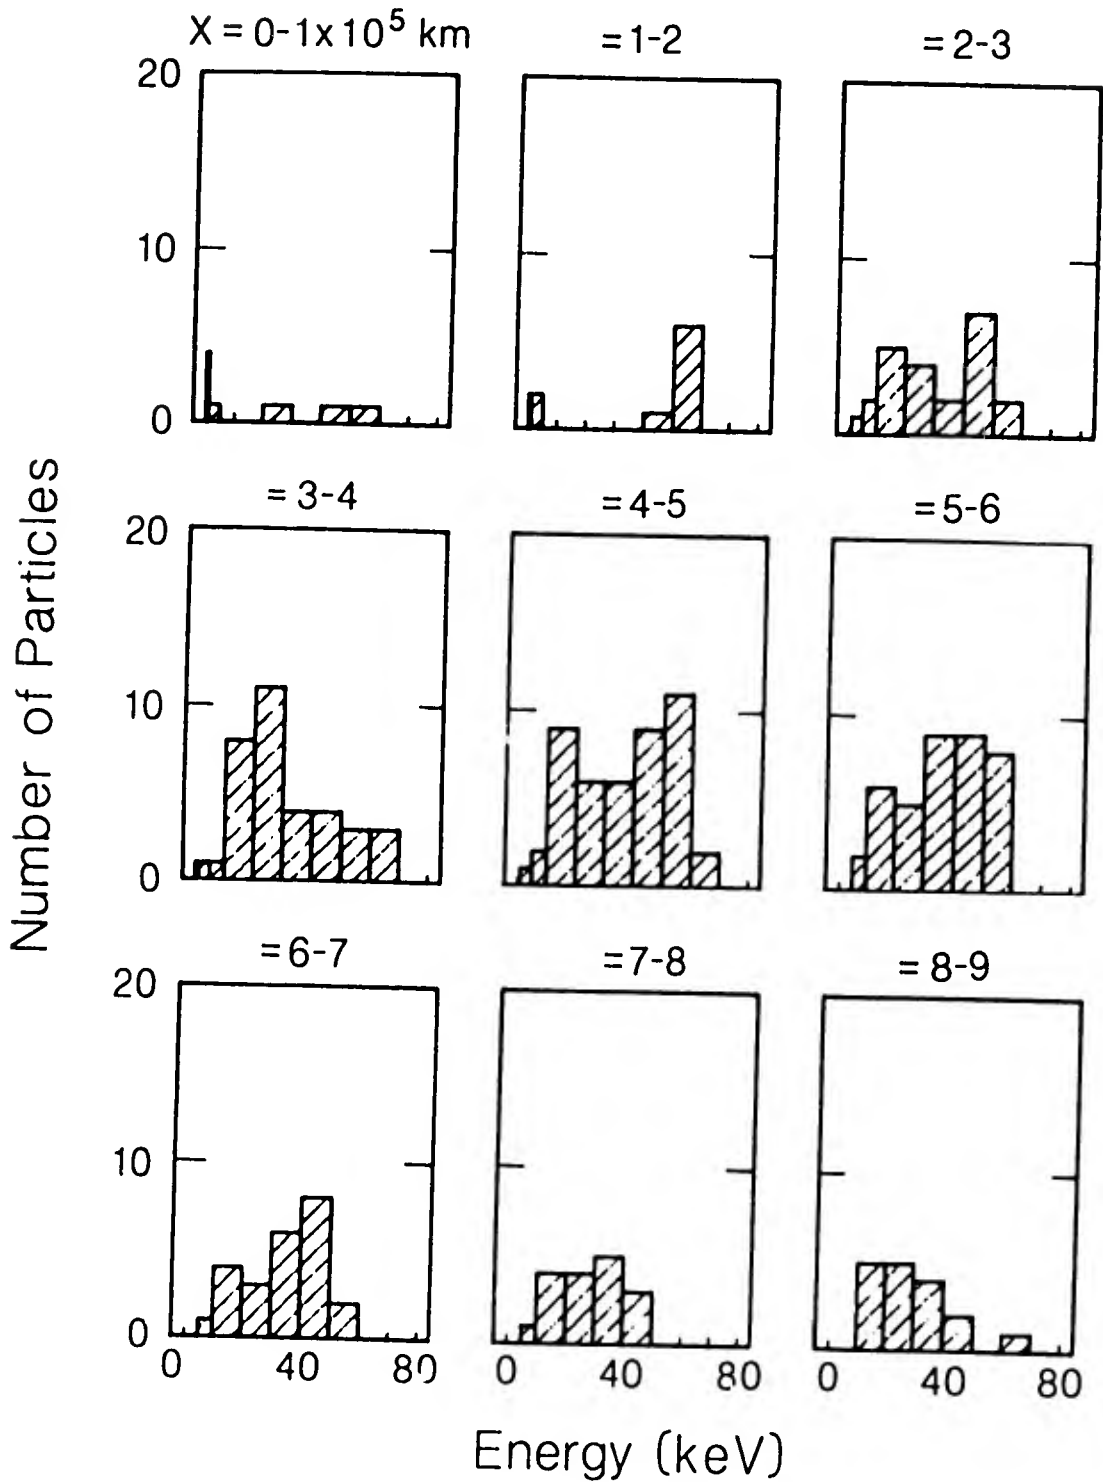 X = 0-1x10⁵ km
=1-2
=2-3
20
10
0
=3-4
=4-5
=5-6
20
10
0
=6-7
=7-8
=8-9
20
10
0
0 40 80
0 40 80
0 40 80
Number of Particles
Energy (keV)